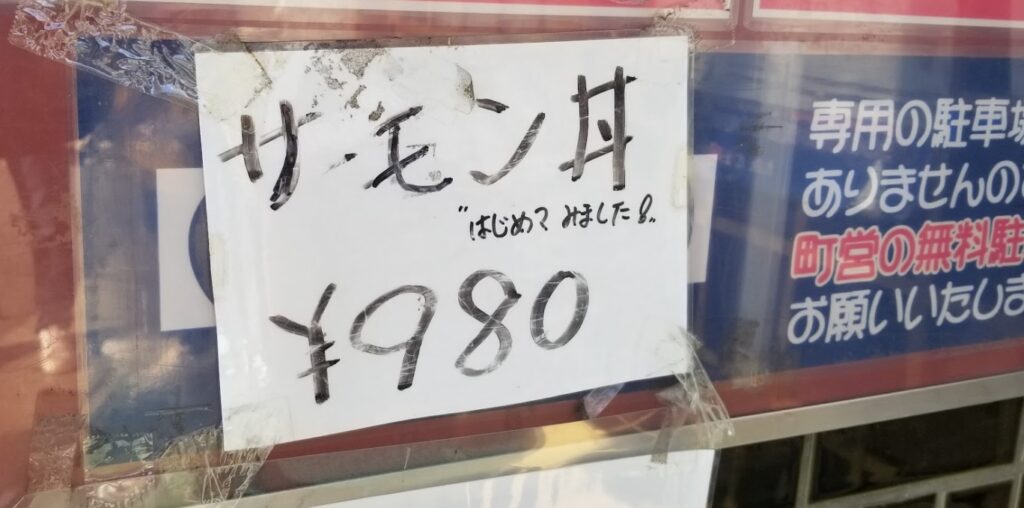 サーモン丼
"はじめてみました!!
¥980
専用の駐車場
ありませんの
町営の無料駐
お願いいたしま